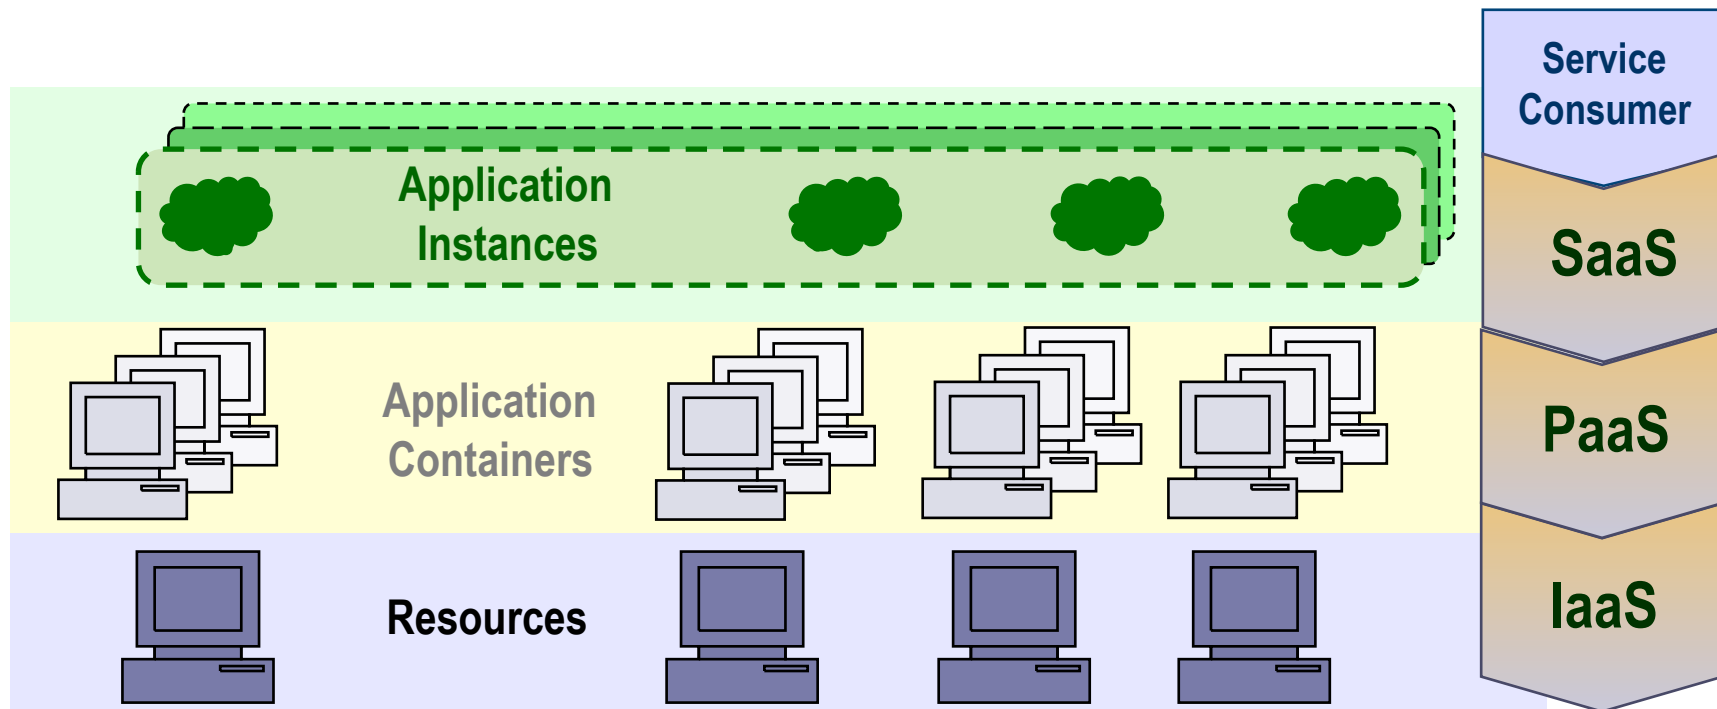 Service
Consumer
Application
Instances
SaaS
Application
Containers
PaaS
Resources
IaaS